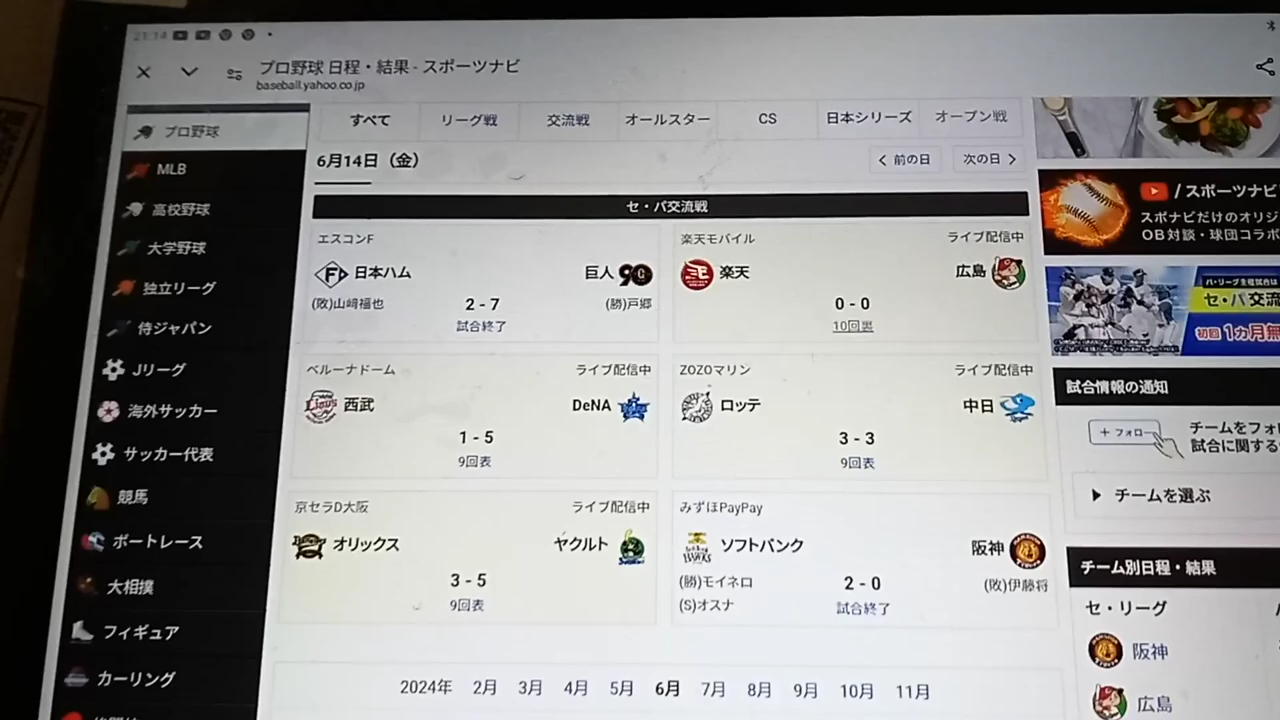 21:14
プロ野球 日程・結果 - スポーツナビ
baseball.yahoo.co.jp
プロ野球
MLB
高校野球
大学野球
独立リーグ
侍ジャパン
Jリーグ
海外サッカー
サッカー代表
競馬
ボートレース
大相撲
フィギュア
カーリング
すべて リーグ戦 交流戦 オールスター CS 日本シリーズ オープン戦
6月14日（金） 前の日 次の日
セ・パ交流戦
エスコンF
日本ハム 巨人
(敗)山﨑福也 2 - 7 (勝)戸郷
試合終了
楽天モバイル ライブ配信中
楽天 広島
0 - 0
10回裏
ベルーナドーム ライブ配信中
西武 DeNA
1 - 5
9回表
ZOZOマリン ライブ配信中
ロッテ 中日
3 - 3
9回表
京セラD大阪 ライブ配信中
オリックス ヤクルト
3 - 5
9回表
みずほPayPay
ソフトバンク 阪神
(勝)モイネロ 2 - 0 (敗)伊藤将
(S)オスナ 試合終了
2024年 2月 3月 4月 5月 6月 7月 8月 9月 10月 11月
/ スポーツナビ
スポナビだけのオリジ
OB対談・球団コラボ
パ・リーグ主催試合は
セ・パ交流
初回1カ月無
試合情報の通知
+ フォロー
チームをフォ
試合に関する
チームを選ぶ
チーム別日程・結果
セ・リーグ
阪神
広島